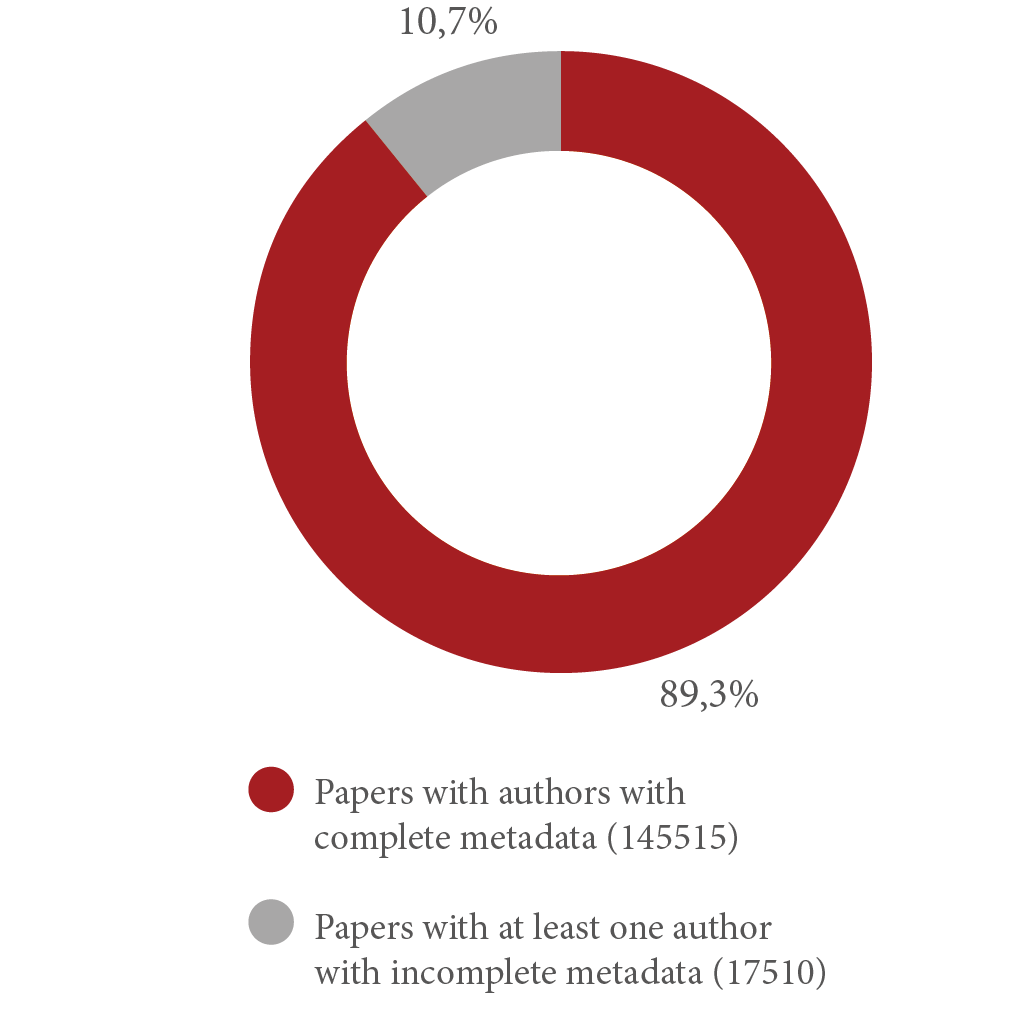 10,7%
89,3%
Papers with authors with
complete metadata (145515)
Papers with at least one author
with incomplete metadata (17510)